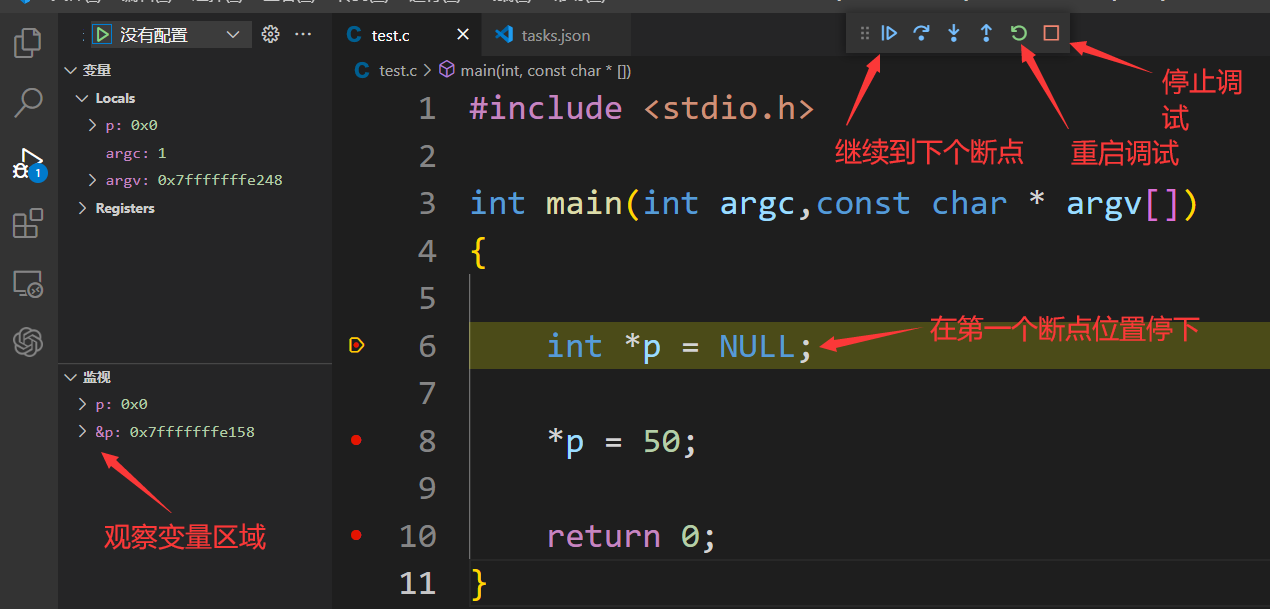 没有配置
test.c
tasks.json
test.c > main(int, const char * [])
变量
Locals
p: 0x0
argc: 1
argv: 0x7fffffffe248
Registers
监视
p: 0x0
&p: 0x7fffffffe158
观察变量区域
1
1 #include <stdio.h>
2
3 int main(int argc,const char * argv[])
4 {
5
6 int *p = NULL;
7
8 *p = 50;
9
10 return 0;
11 }
继续到下个断点
重启调试
停止调
试
在第一个断点位置停下